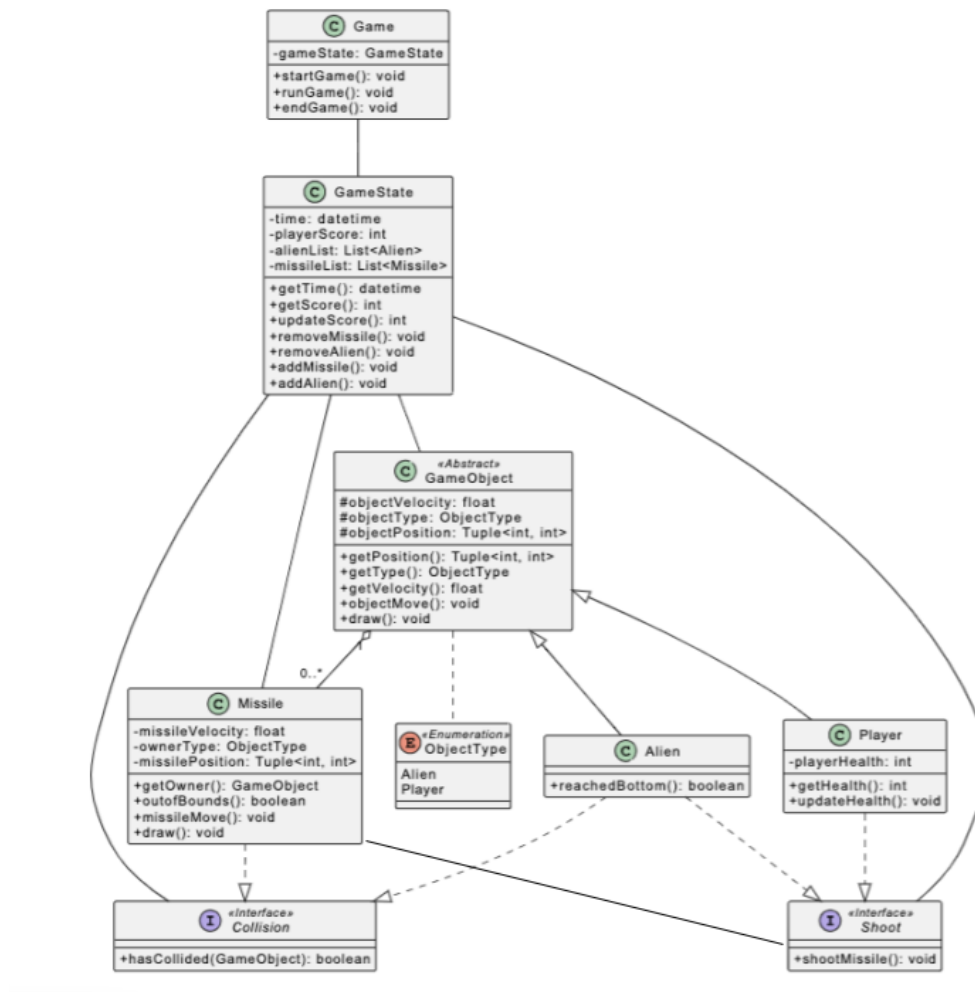 C Game
-gameState: GameState
+startGame(): void
+runGame(): void
+endGame(): void
C GameState
-time: datetime
-playerScore: int
-alienList: List<Alien>
-missileList: List<Missile>
+getTime(): datetime
+getScore(): int
+updateScore(): int
+removeMissile(): void
+removeAlien(): void
+addMissile(): void
+addAlien(): void
«Abstract»
C GameObject
#objectVelocity: float
#objectType: ObjectType
#objectPosition: Tuple<int, int>
+getPosition(): Tuple<int, int>
+getType(): ObjectType
+getVelocity(): float
+objectMove(): void
+draw(): void
1
0..*
C Missile
-missileVelocity: float
-ownerType: ObjectType
-missilePosition: Tuple<int, int>
+getOwner(): GameObject
+outofBounds(): boolean
+missileMove(): void
+draw(): void
«Enumeration»
E ObjectType
Alien
Player
C Alien
+reachedBottom(): boolean
C Player
-playerHealth: int
+getHealth(): int
+updateHealth(): void
«Interface»
I Collision
+hasCollided(GameObject): boolean
«Interface»
I Shoot
+shootMissile(): void